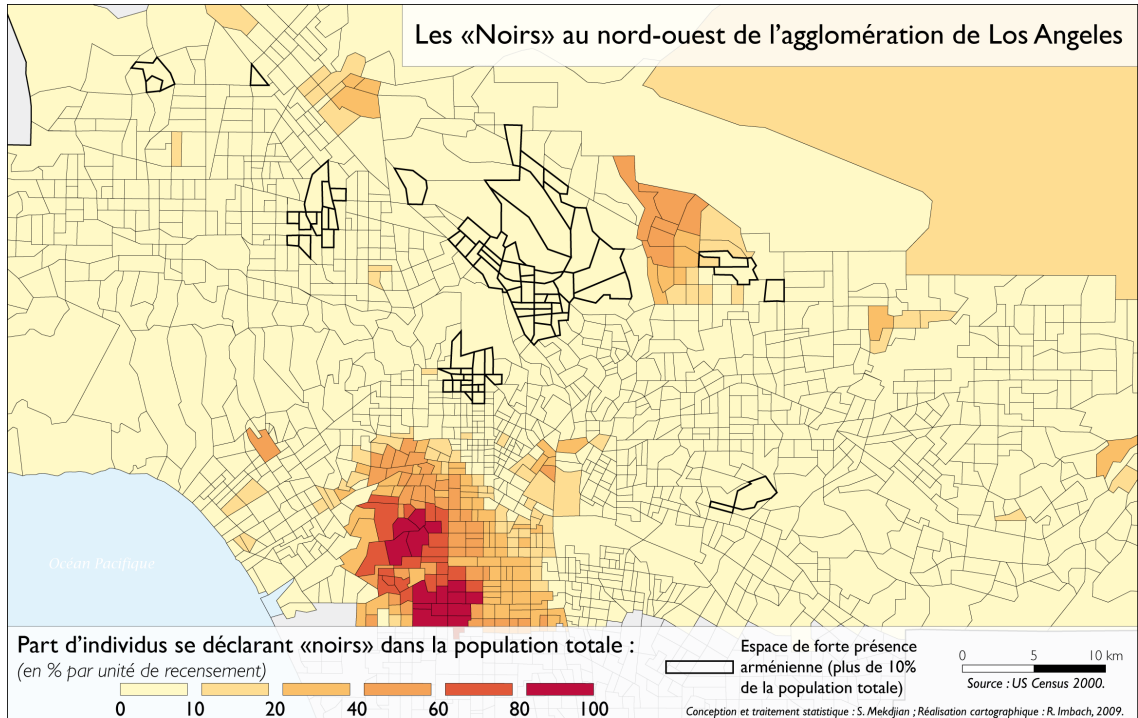 Les «Noirs» au nord-ouest de l’agglomération de Los Angeles
Ocean Pacifique
Part d’individus se déclarant «noirs» dans la population totale :
(en % par unité de recensement)
0 10 20 40 60 80 100
Espace de forte présence
arménienne (plus de 10%
de la population totale)
0 5 10 km
Source : US Census 2000.
Conception et traitement statistique : S. Mekdjian ; Réalisation cartographique : R. Imbach, 2009.